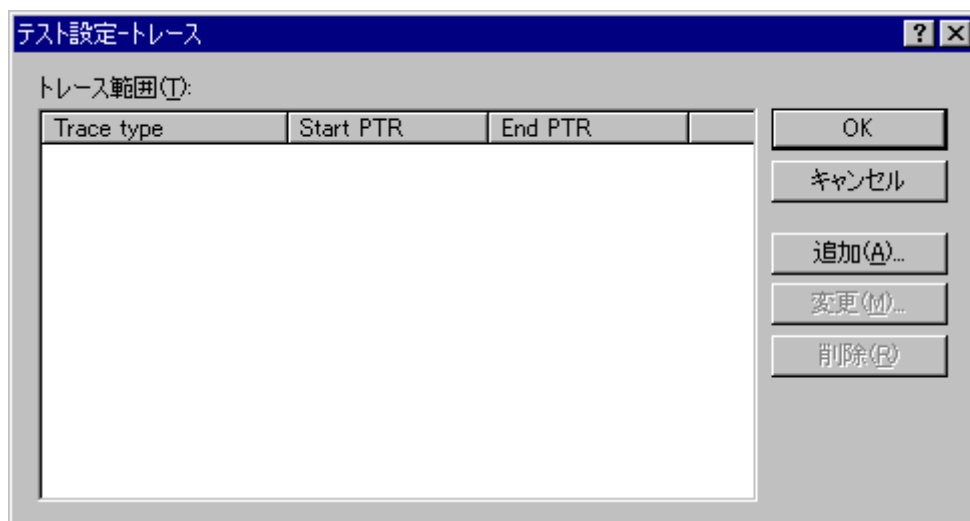 テスト設定-トレース
トレース範囲(T):
Trace type
Start PTR
End PTR
OK
キャンセル
追加(A)...
変更(M)...
削除(R)